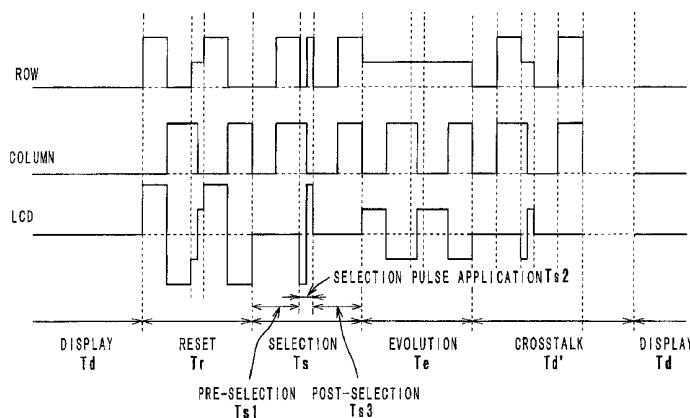 ROW
COLUMN
LCD
SELECTION PULSE APPLICATION Ts2
DISPLAY RESET SELECTION EVOLUTION CROSSTALK DISPLAY
Td Tr Ts Te Td' Td
PRE-SELECTION POST-SELECTION
Ts1 Ts3